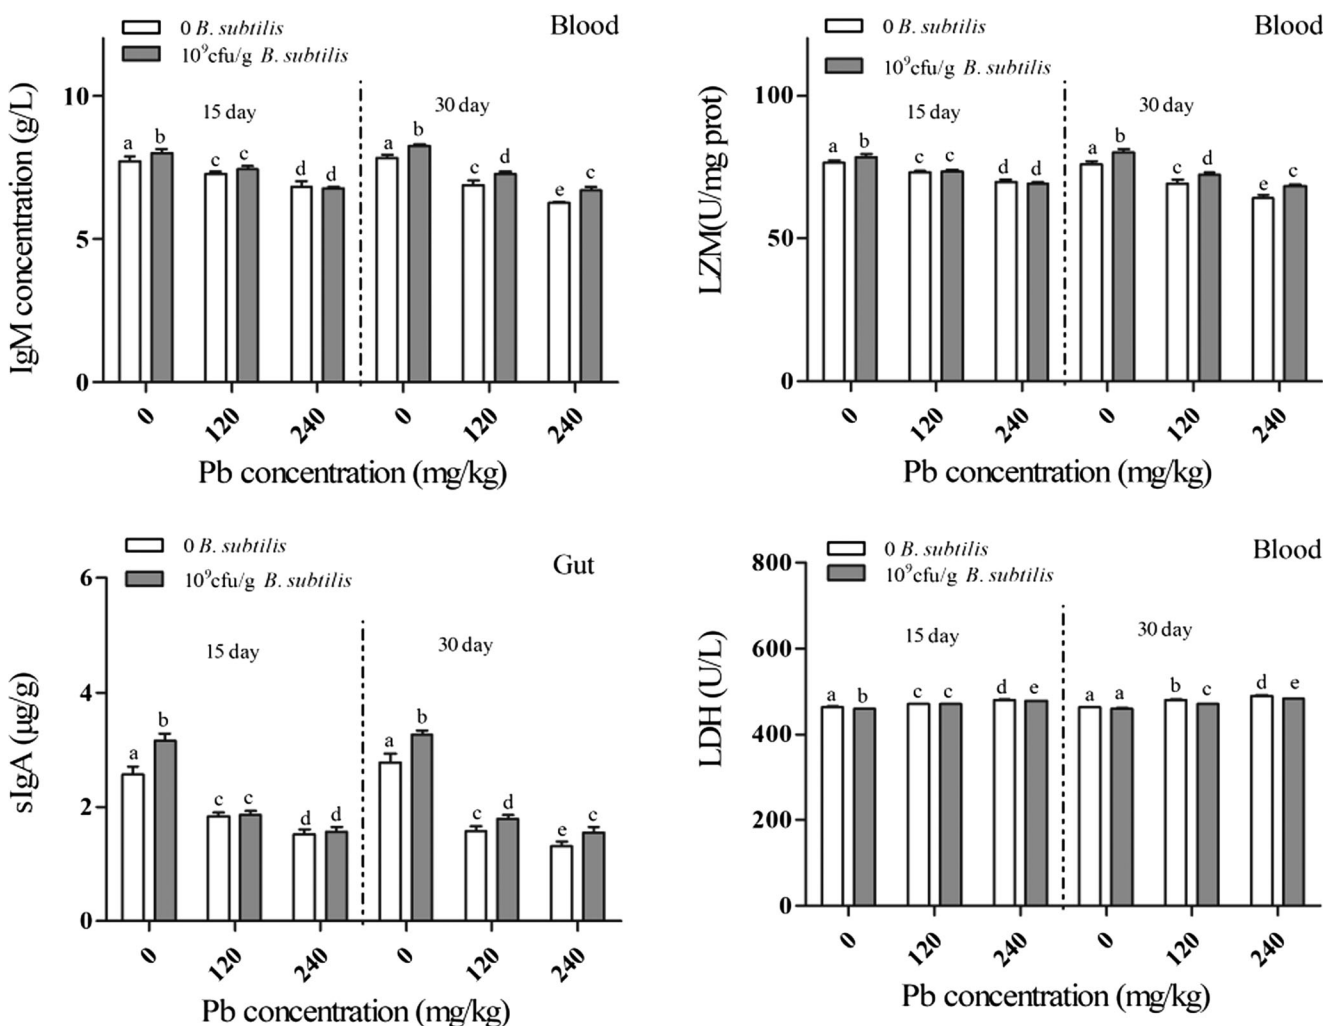 0 B. subtilis
10⁹cfu/g B. subtilis
Blood
IgM concentration (g/L)
10
5
0
15 day
30 day
a b c c d d a b c d e c
0 120 240 0 120 240
Pb concentration (mg/kg)
0 B. subtilis
10⁹cfu/g B. subtilis
Blood
LZM(U/mg prot)
100
50
0
15 day
30 day
a b c c d d a b c d e c
0 120 240 0 120 240
Pb concentration (mg/kg)
0 B. subtilis
10⁹cfu/g B. subtilis
Gut
sIgA (μg/g)
6
4
2
0
15 day
30 day
a b c c d d a b c d e c
0 120 240 0 120 240
Pb concentration (mg/kg)
0 B. subtilis
10⁹cfu/g B. subtilis
Blood
LDH (U/L)
800
600
400
200
0
15 day
30 day
a b c c d e a a b c d e
0 120 240 0 120 240
Pb concentration (mg/kg)